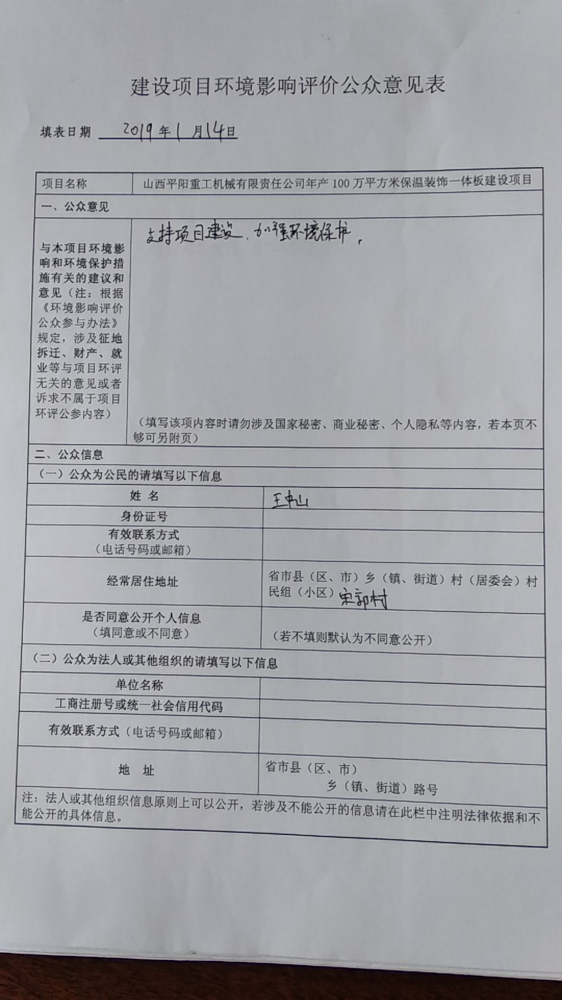 建设项目环境影响评价公众意见表
填表日期 2019年1月14日
项目名称 山西平阳重工机械有限责任公司年产100万平方米保温装饰一体板建设项目
一、公众意见
与本项目环境影
响和环境保护措
施有关的建议和
意见（注：根据
《环境影响评价
公众参与办法》
规定，涉及征地
拆迁、财产、就
业等与项目环评
无关的意见或者
诉求不属于项目
环评公参内容）
支持项目建设，加强环境保护。
（填写该项内容时请勿涉及国家秘密、商业秘密、个人隐私等内容，若本页不
够可另附页）
二、公众信息
（一）公众为公民的请填写以下信息
姓 名 王中山
身份证号
有效联系方式
（电话号码或邮箱）
经常居住地址
省市县（区、市）乡（镇、街道）村（居委会）村
民组（小区）宋郭村
是否同意公开个人信息
（填同意或不同意）
（若不填则默认为不同意公开）
（二）公众为法人或其他组织的请填写以下信息
单位名称
工商注册号或统一社会信用代码
有效联系方式（电话号码或邮箱）
地 址
省市县（区、市）
乡（镇、街道）路号
注：法人或其他组织信息原则上可以公开，若涉及不能公开的信息请在此栏中注明法律依据和不
能公开的具体信息。